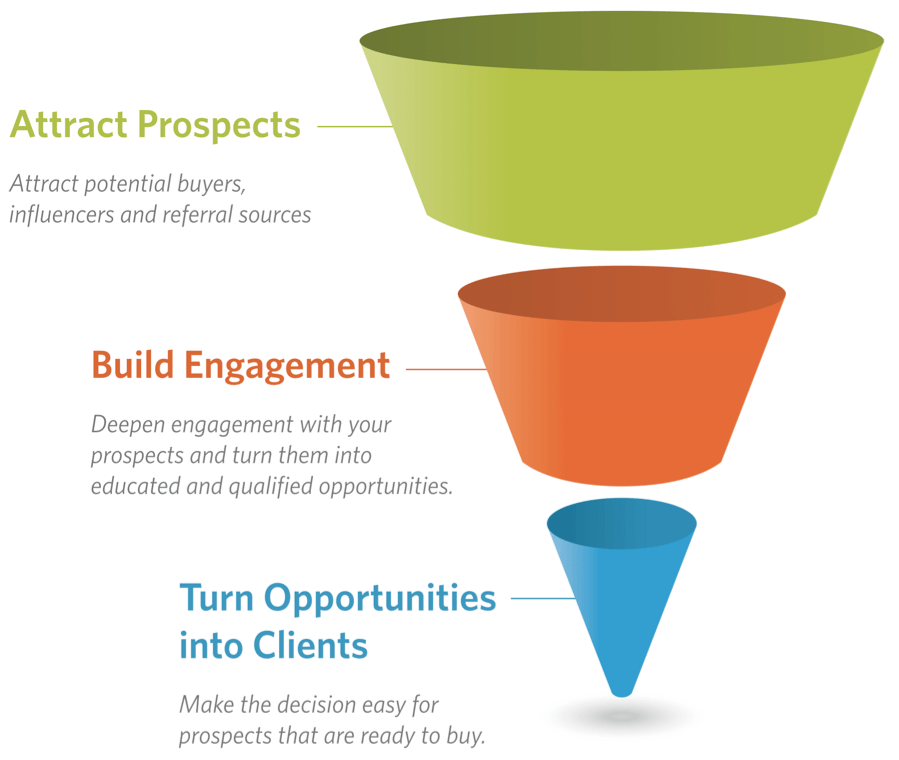 Attract Prospects
Attract potential buyers,
influencers and referral sources
Build Engagement
Deepen engagement with your
prospects and turn them into
educated and qualified opportunities.
Turn Opportunities
into Clients
Make the decision easy for
prospects that are ready to buy.